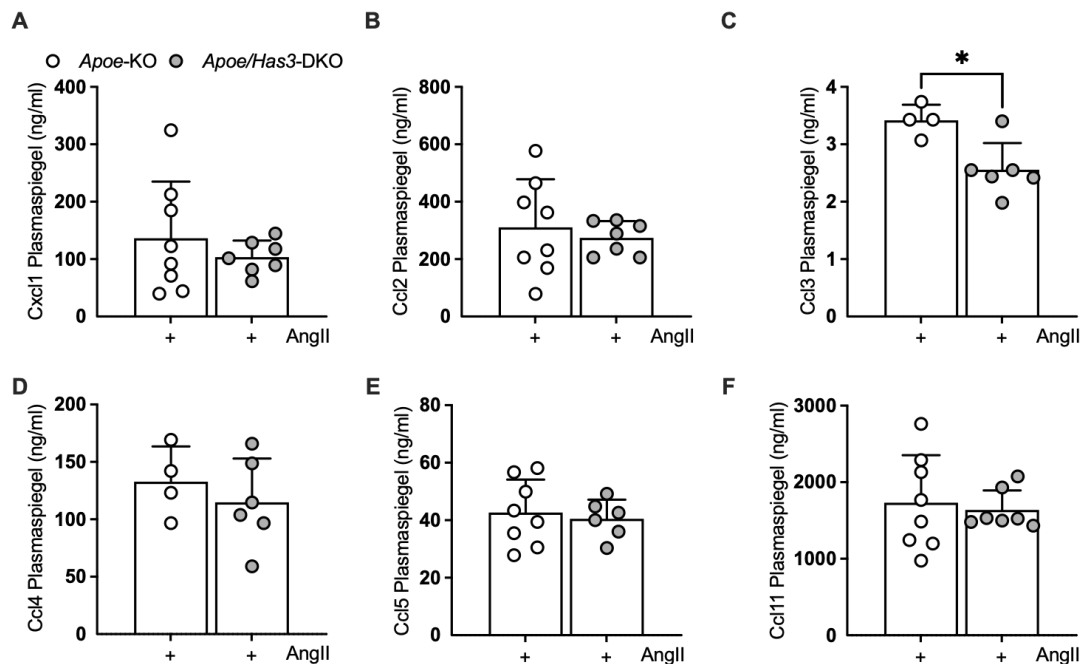 A
B
C
Apoe-KO Apoe/Has3-DKO
Cxcl1 Plasmaspiegel (ng/ml)
400
300
200
100
0
+ + AngII
Ccl2 Plasmaspiegel (ng/ml)
800
600
400
200
0
+ + AngII
Ccl3 Plasmaspiegel (ng/ml)
4
3
2
1
0
*
+ + AngII
D
E
F
Ccl4 Plasmaspiegel (ng/ml)
200
150
100
50
0
+ + AngII
Ccl5 Plasmaspiegel (ng/ml)
80
60
40
20
0
+ + AngII
Ccl11 Plasmaspiegel (ng/ml)
3000
2000
1000
0
+ + AngII